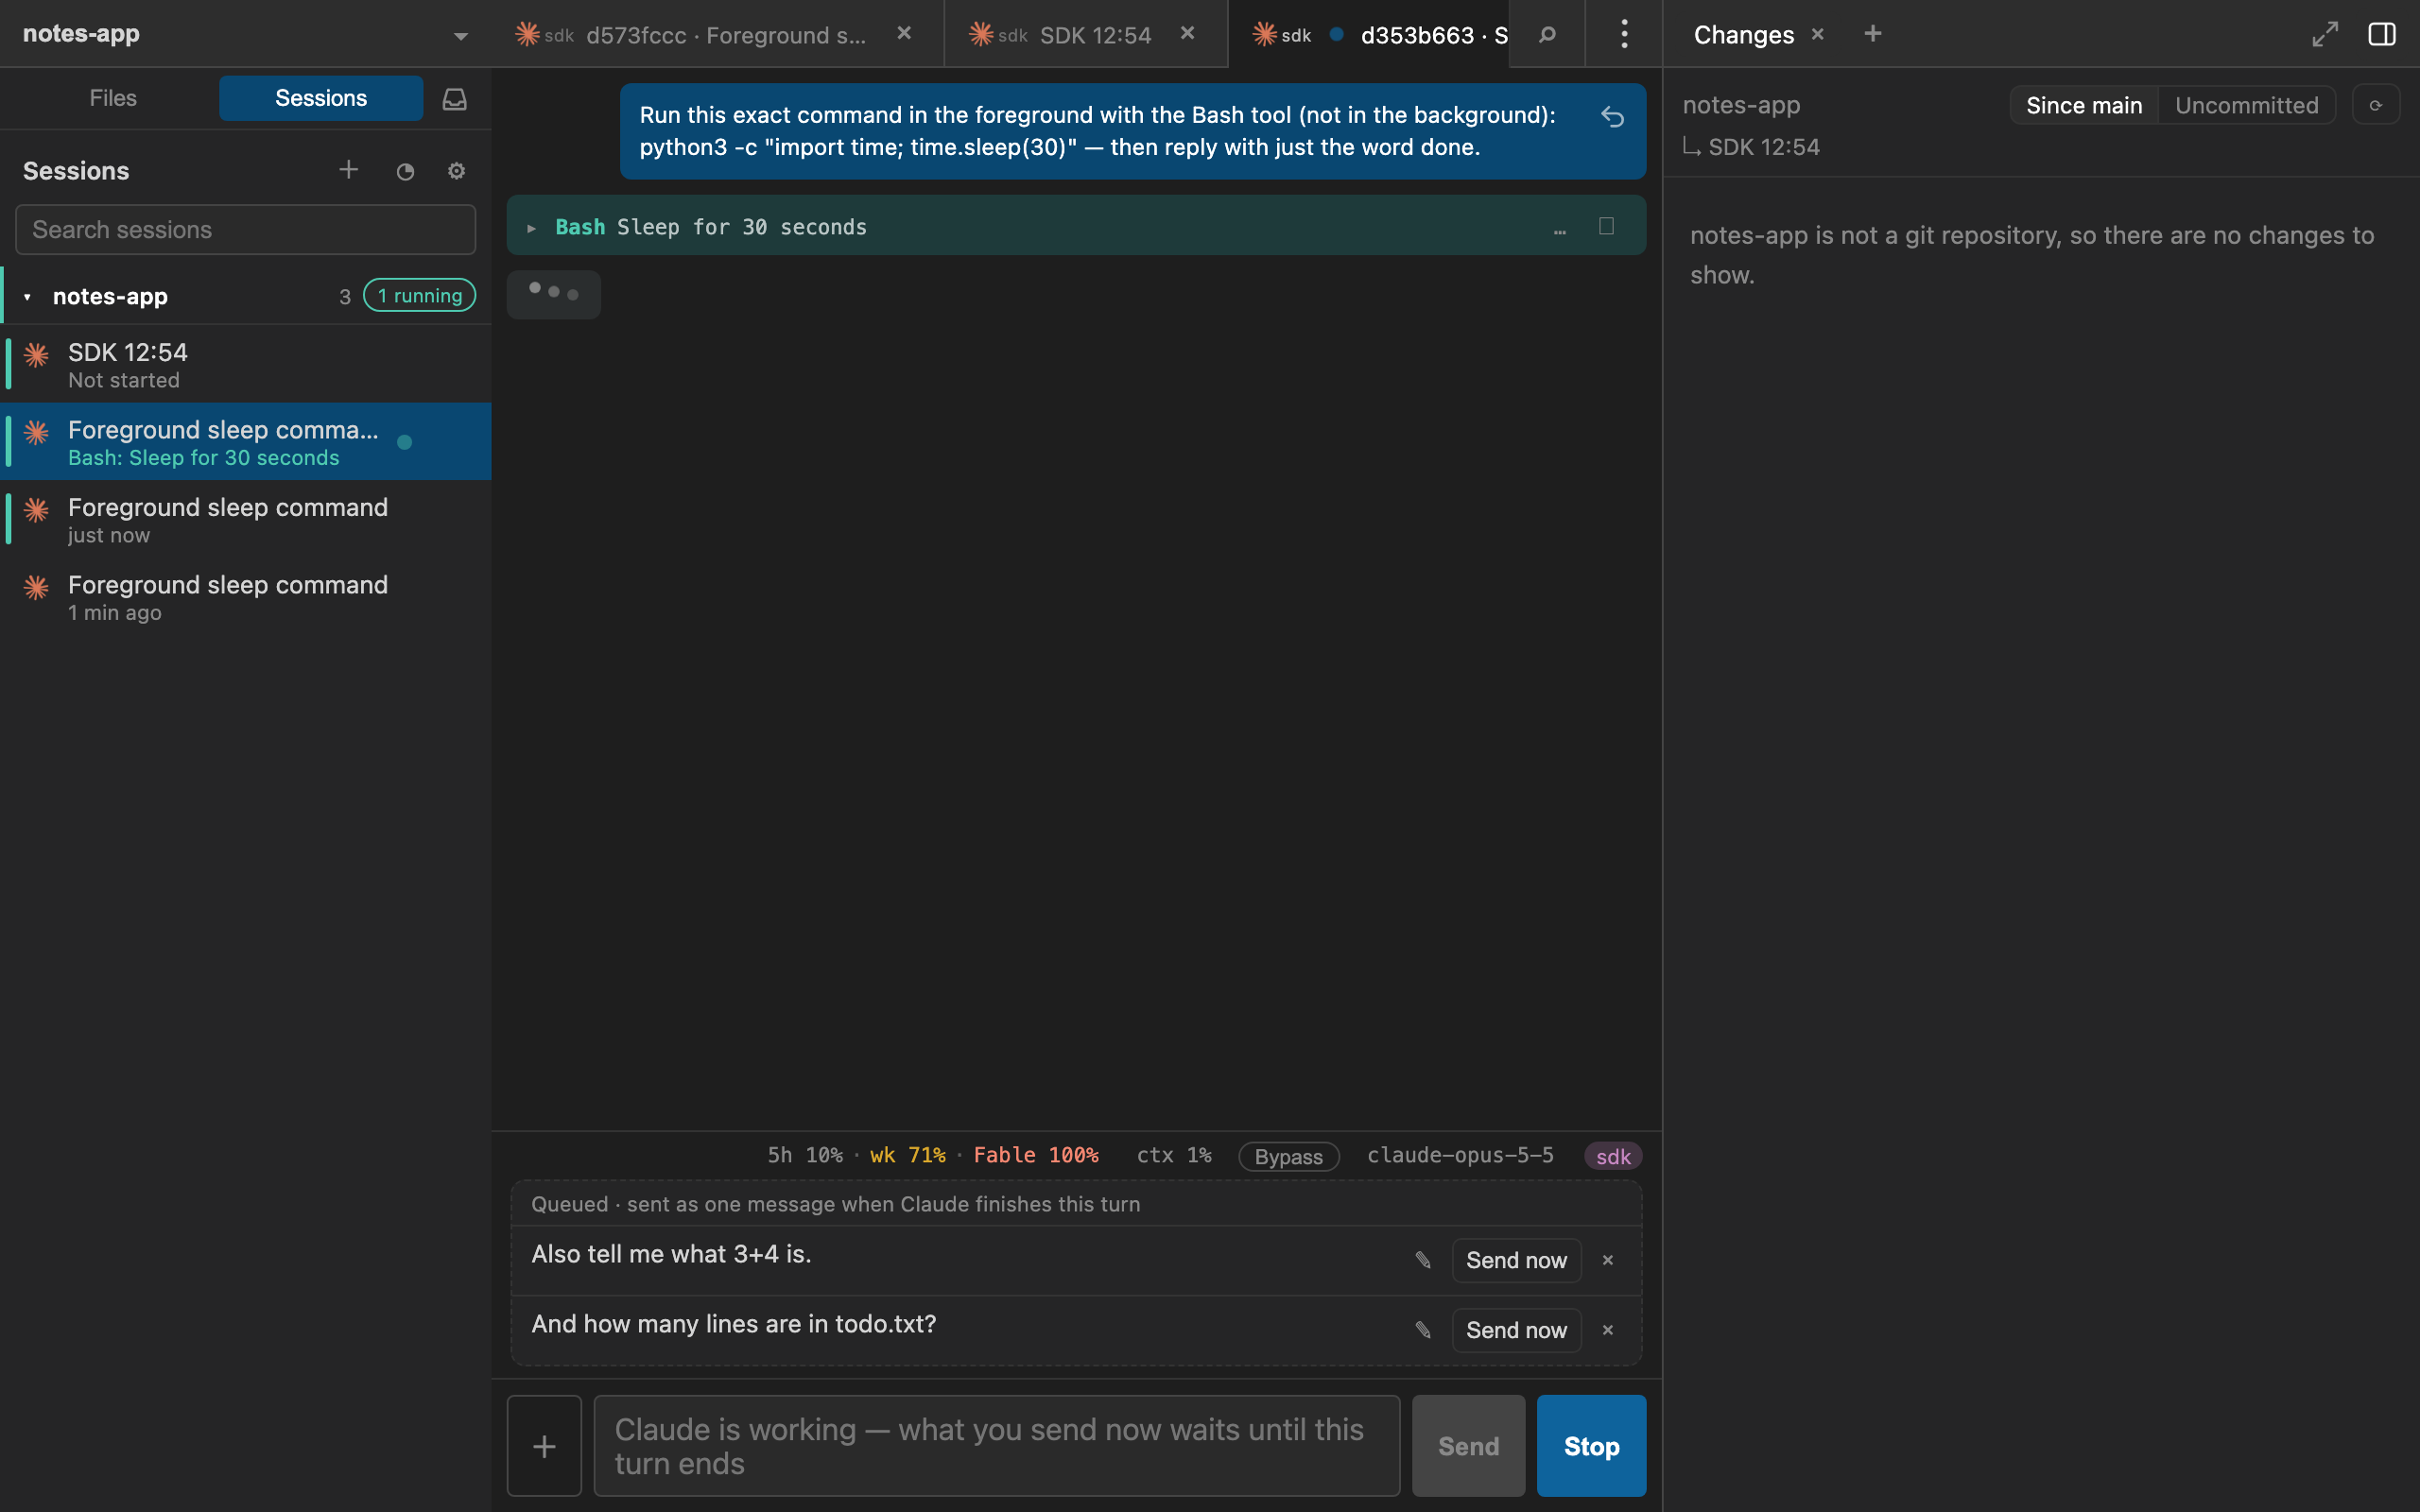 notes-app
Files
Sessions
Sessions
Search sessions
notes-app
3
1 running
SDK 12:54
Not started
Foreground sleep comma...
Bash: Sleep for 30 seconds
Foreground sleep command
just now
Foreground sleep command
1 min ago
sdk d573fccc · Foreground s...
sdk SDK 12:54
sdk d353b663 · S
Run this exact command in the foreground with the Bash tool (not in the background):
python3 -c "import time; time.sleep(30)" — then reply with just the word done.
Bash Sleep for 30 seconds
…
5h 10% · wk 71% · Fable 100% ctx 1% Bypass claude-opus-5-5 sdk
Queued · sent as one message when Claude finishes this turn
Also tell me what 3+4 is.
Send now
And how many lines are in todo.txt?
Send now
Claude is working — what you send now waits until this
turn ends
Send
Stop
Changes
notes-app
Since main
Uncommitted
SDK 12:54
notes-app is not a git repository, so there are no changes to
show.